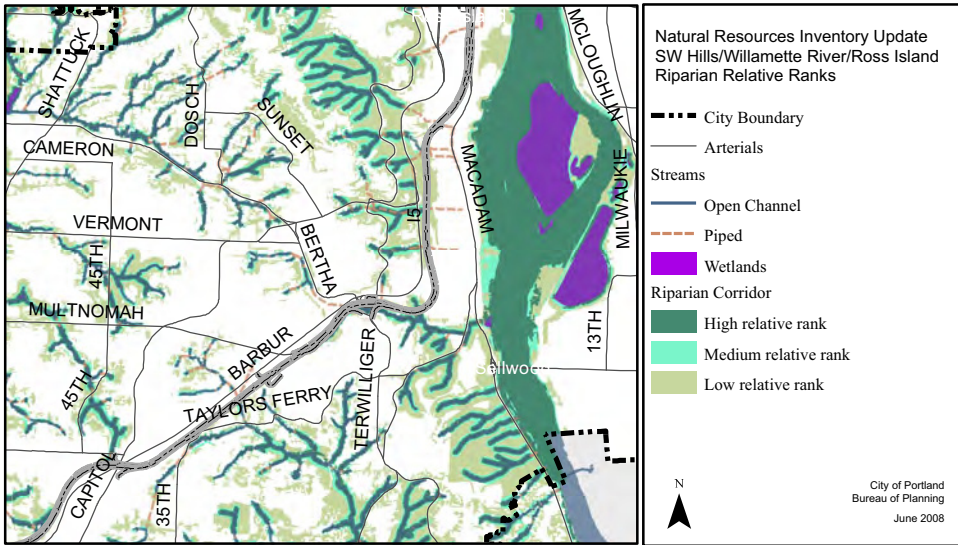 SHATTUCK
DOSCH
SUNSET
CAMERON
VERMONT
BERTHA
45TH
MULTNOMAH
BARBUR
45TH
TAYLORS FERRY
TERWILLIGER
CAPITOL
35TH
I5
MACADAM
MCLOUGHLIN
MILWAUKIE
13TH
Sellwood
Natural Resources Inventory Update
SW Hills/Willamette River/Ross Island
Riparian Relative Ranks
City Boundary
Arterials
Streams
Open Channel
Piped
Wetlands
Riparian Corridor
High relative rank
Medium relative rank
Low relative rank
N
City of Portland
Bureau of Planning
June 2008